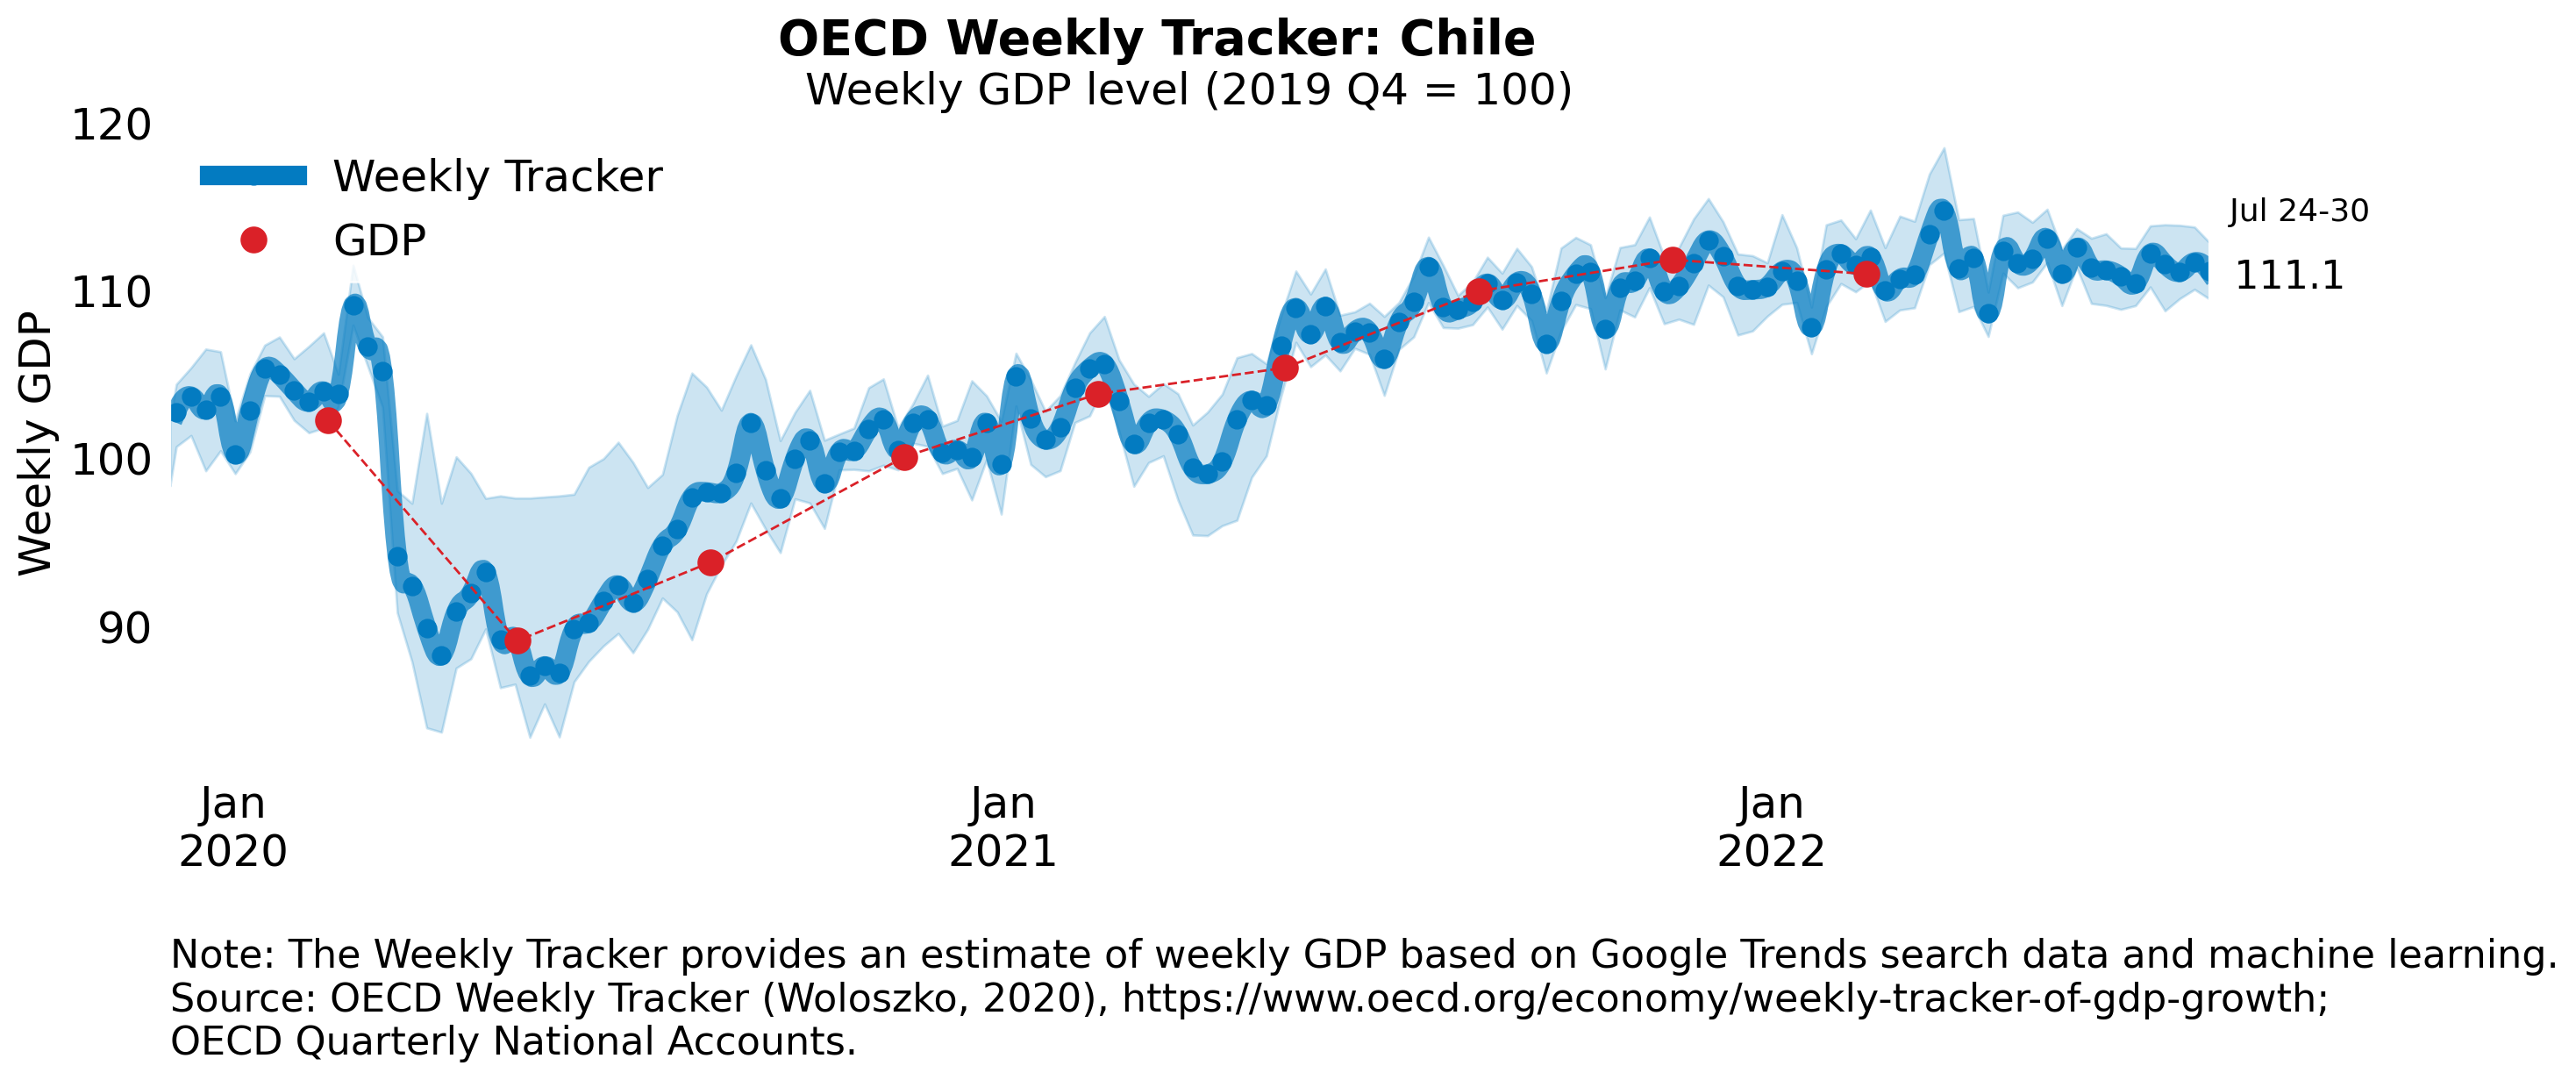 OECD Weekly Tracker: Chile
Weekly GDP level (2019 Q4 = 100)
120
110
100
90
Weekly GDP
Weekly Tracker
GDP
Jul 24-30
111.1
Jan
2020
Jan
2021
Jan
2022
Note: The Weekly Tracker provides an estimate of weekly GDP based on Google Trends search data and machine learning.
Source: OECD Weekly Tracker (Woloszko, 2020), https://www.oecd.org/economy/weekly-tracker-of-gdp-growth;
OECD Quarterly National Accounts.